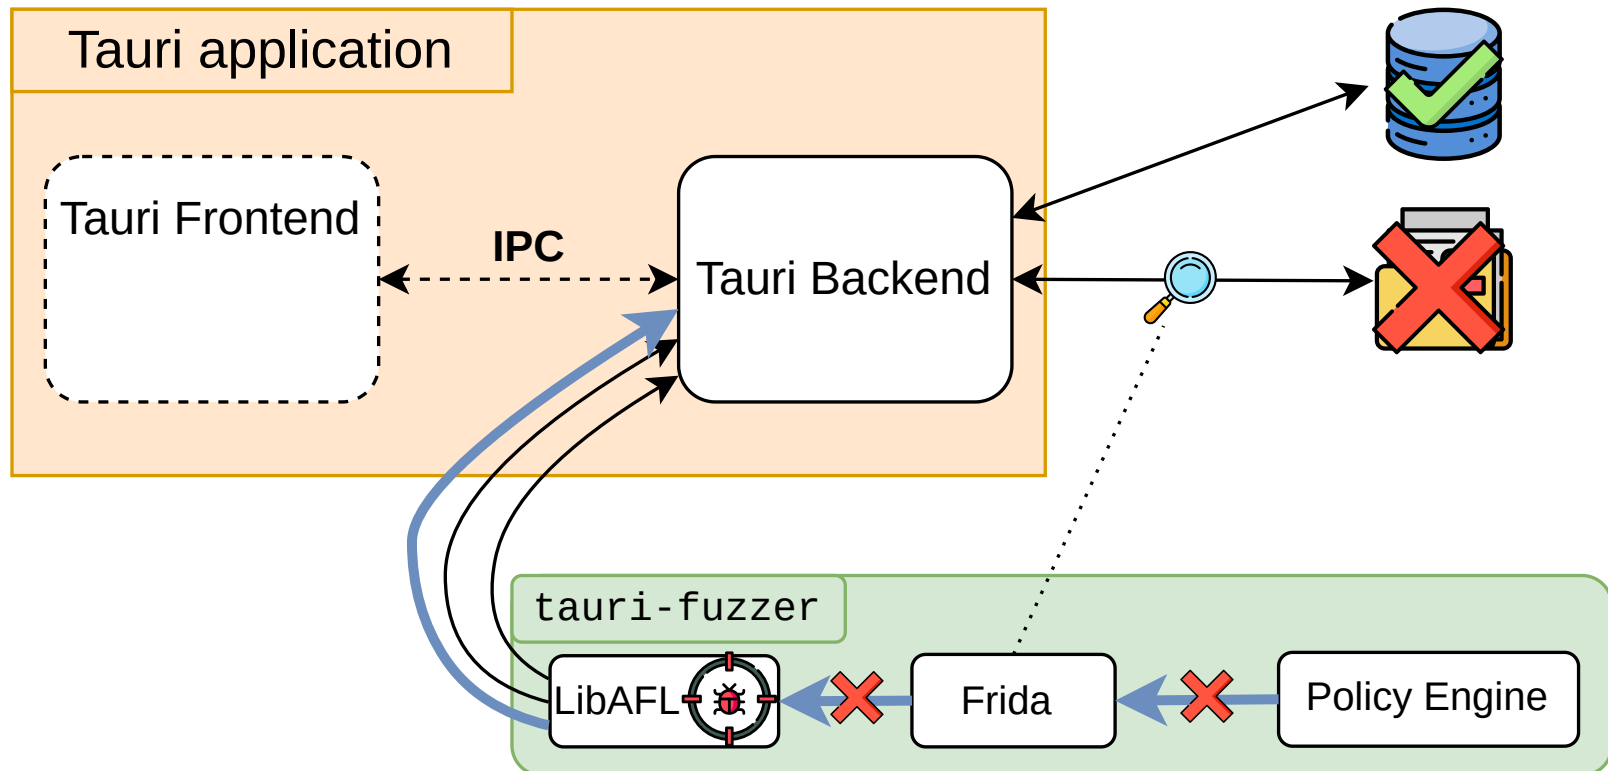 Tauri application
Tauri Frontend
IPC
Tauri Backend
tauri-fuzzer
LibAFL
Frida
Policy Engine